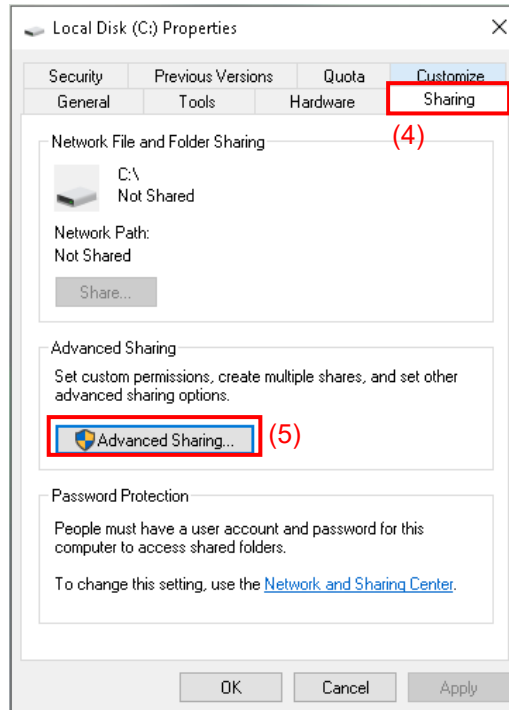 Local Disk (C:) Properties
Security Previous Versions Quota Customize
General Tools Hardware Sharing
(4)
Network File and Folder Sharing
C:\
Not Shared
Network Path:
Not Shared
Share...
Advanced Sharing
Set custom permissions, create multiple shares, and set other
advanced sharing options.
Advanced Sharing... (5)
Password Protection
People must have a user account and password for this
computer to access shared folders.
To change this setting, use the Network and Sharing Center.
OK Cancel Apply